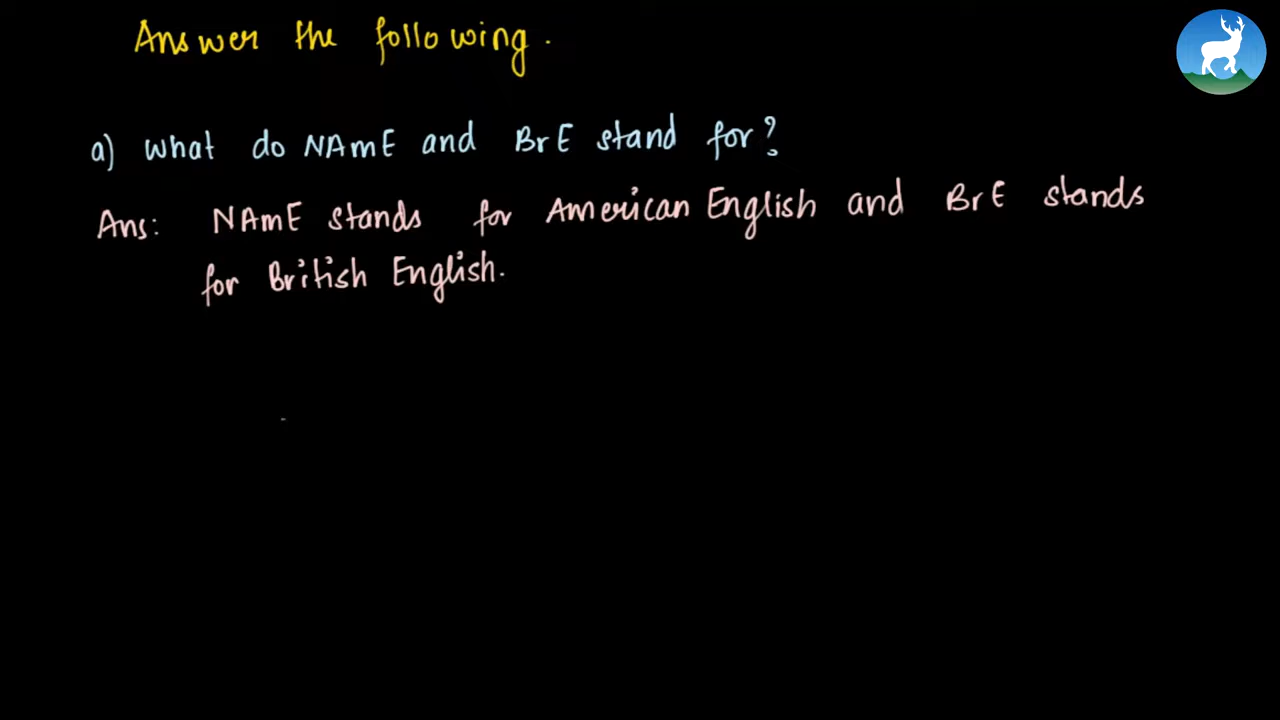 Answer the following.
a) What do NAmE and BrE stand for?
Ans: NAmE stands for American English and BrE stands
for British English.